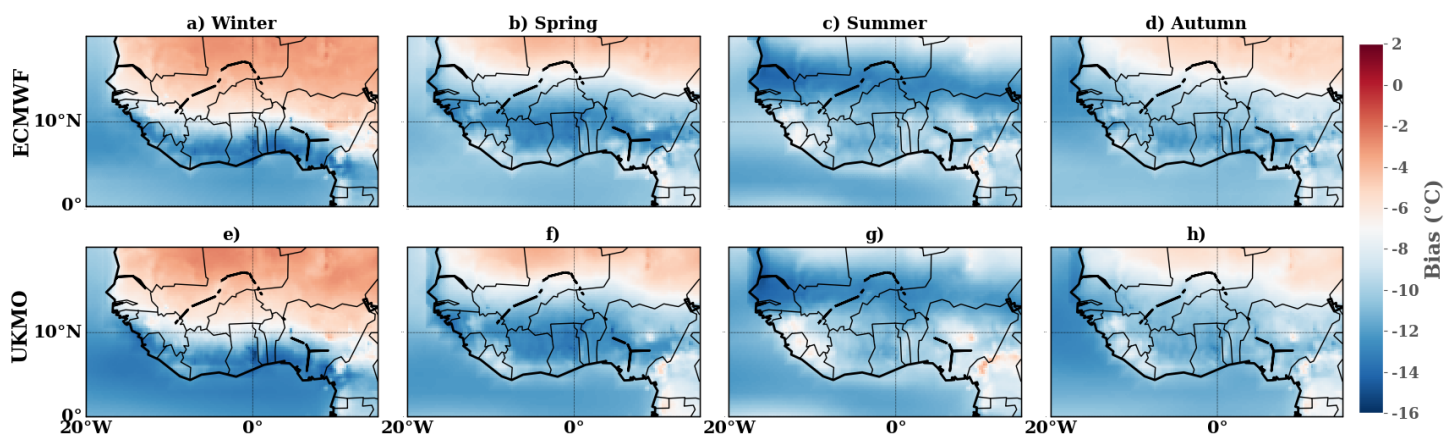 a) Winter
b) Spring
c) Summer
d) Autumn
ECMWF
10°N
0°
2
0
-2
-4
-6
-8
-10
-12
-14
-16
Bias (°C)
e)
f)
g)
h)
UKMO
10°N
0°
20°W 0° 20°W 0° 20°W 0° 20°W 0°